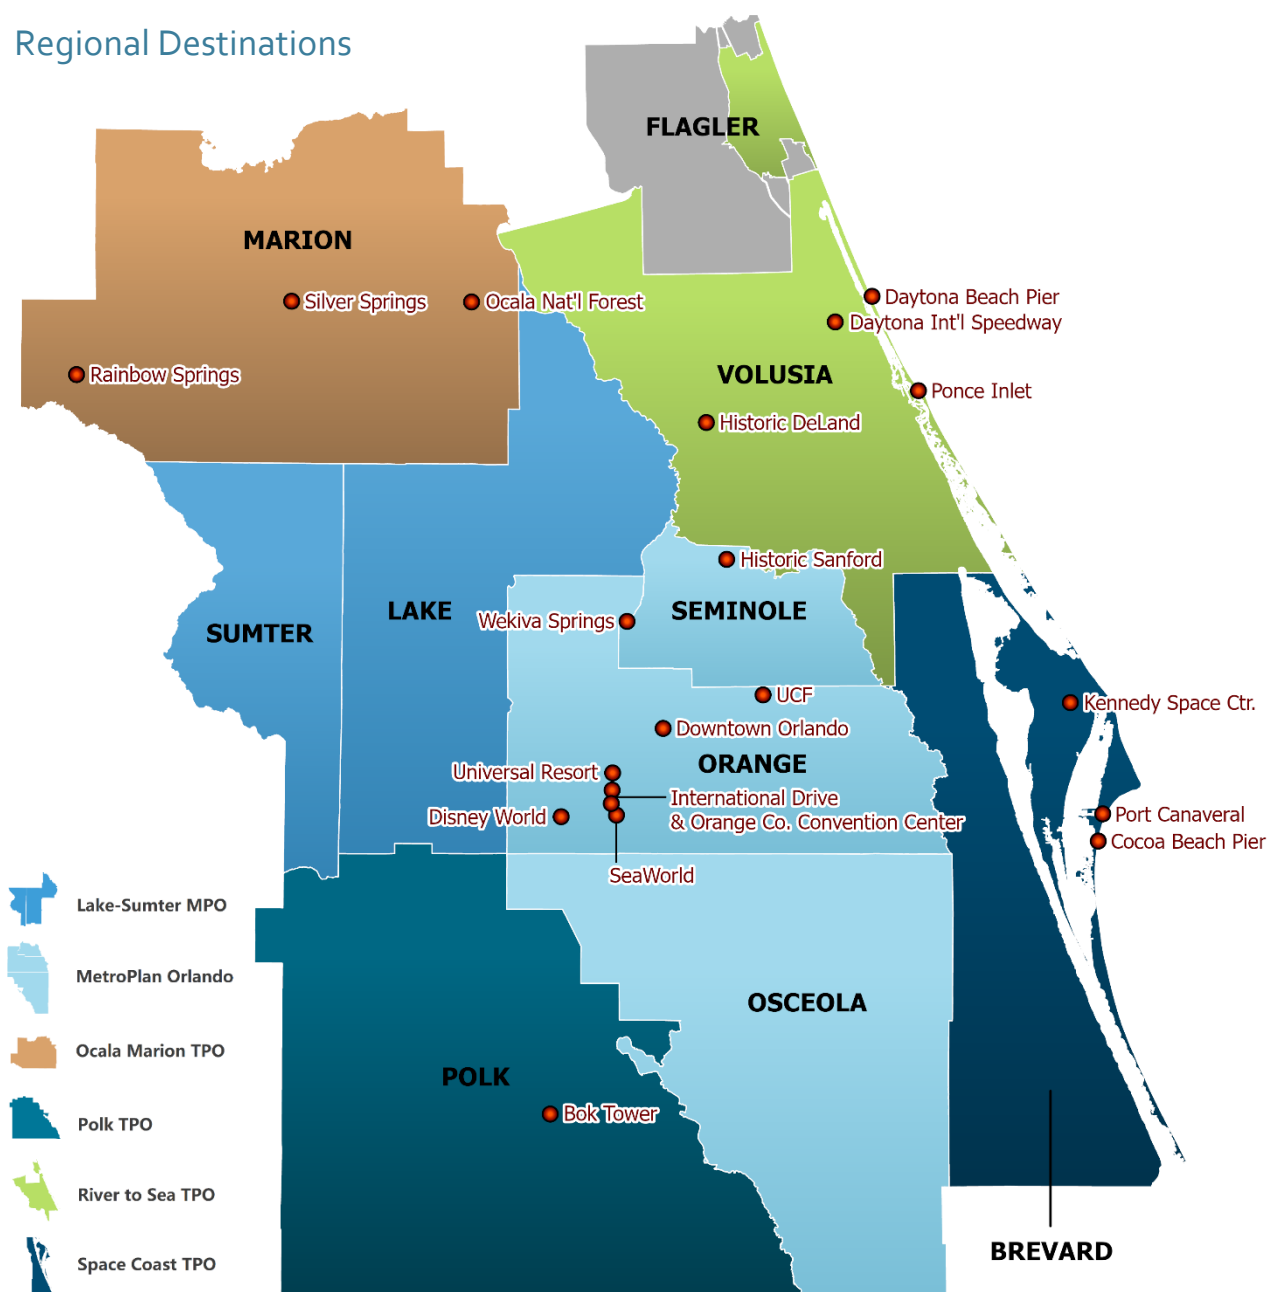 Regional Destinations
FLAGLER
MARION
Silver Springs
Ocala Nat'l Forest
Daytona Beach Pier
Daytona Int'l Speedway
Rainbow Springs
VOLUSIA
Ponce Inlet
Historic DeLand
Historic Sanford
LAKE
SEMINOLE
Wekiva Springs
SUMTER
UCF
Kennedy Space Ctr.
Downtown Orlando
ORANGE
Universal Resort
International Drive
& Orange Co. Convention Center
Disney World
Port Canaveral
Cocoa Beach Pier
SeaWorld
Lake-Sumter MPO
MetroPlan Orlando
OSCEOLA
Ocala Marion TPO
POLK
Bok Tower
Polk TPO
River to Sea TPO
BREVARD
Space Coast TPO